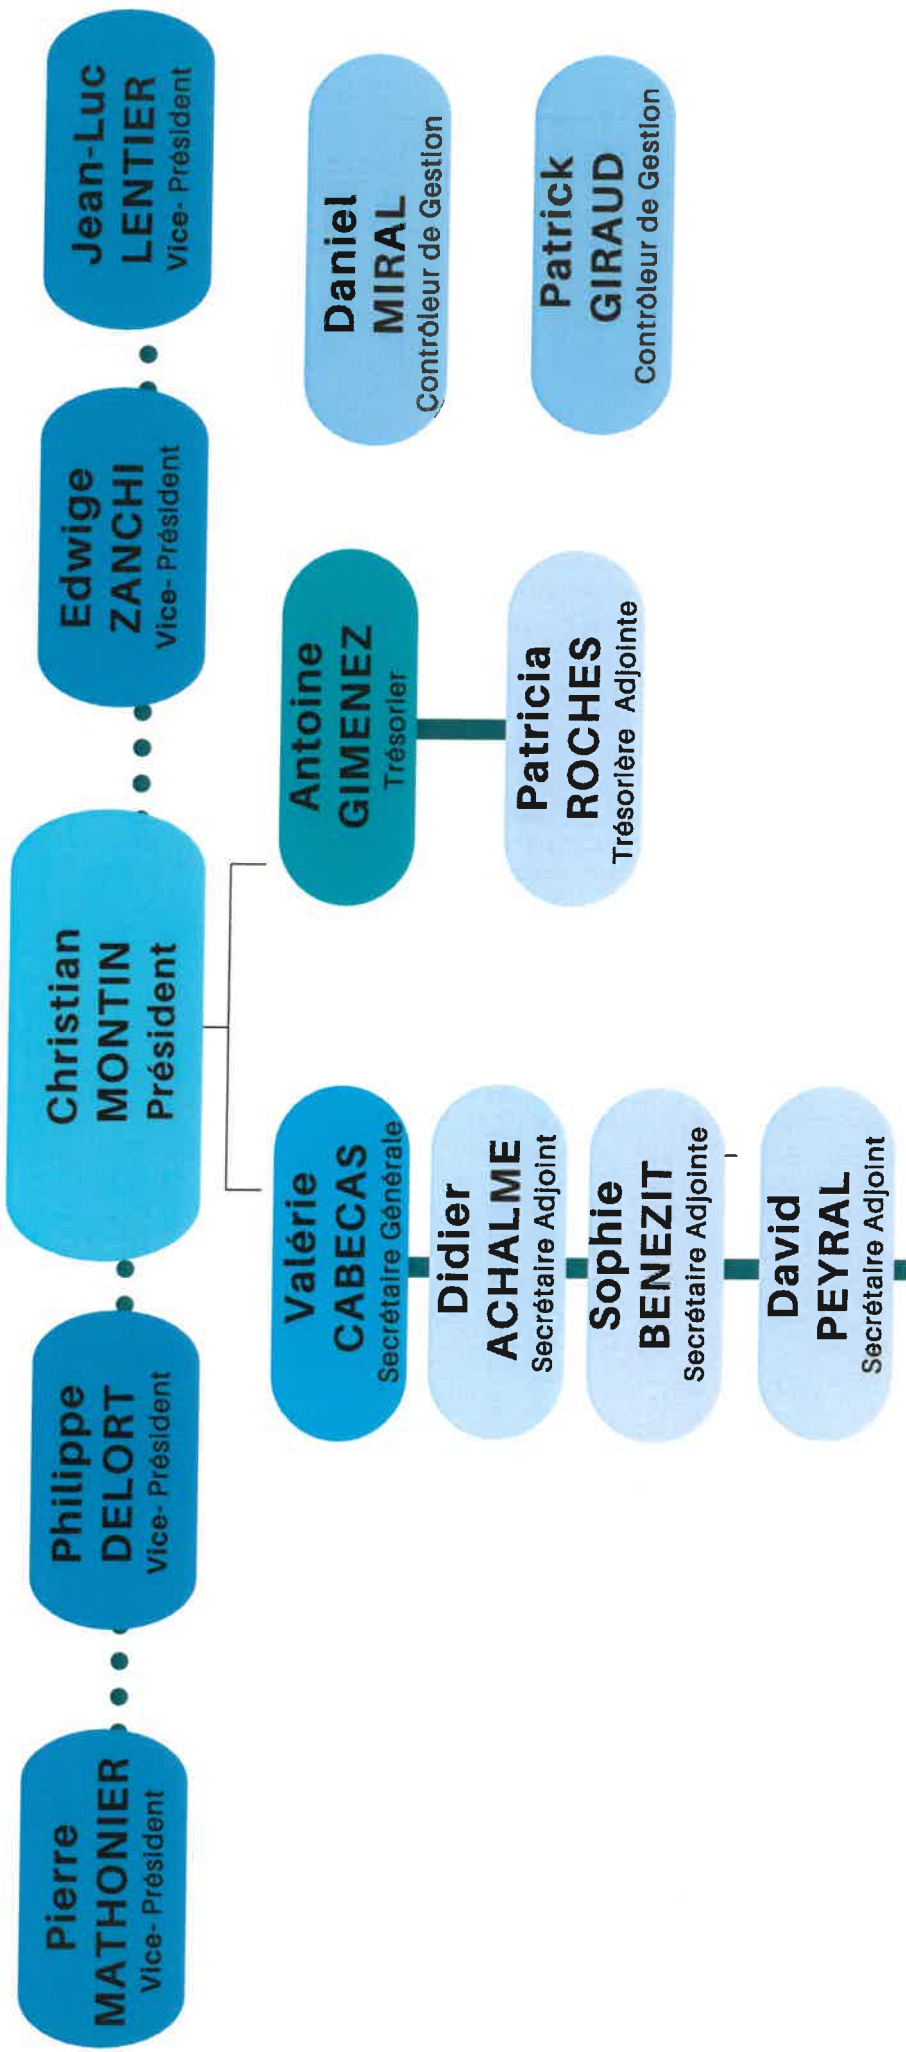 Pierre
MATHONIER
Vice- Président
Philippe
DELORT
Vice- Président
Christian
MONTIN
Président
Edwige
ZANCHI
Vice- Président
Jean-Luc
LENTIER
Vice- Président
Valérie
CABECAS
Secrétaire Générale
Didier
ACHALME
Secrétaire Adjoint
Sophie
BENEZIT
Secrétaire Adjointe
David
PEYRAL
Secrétaire Adjoint
Antoine
GIMENEZ
Trésorier
Patricia
ROCHES
Trésorière Adjointe
Daniel
MIRAL
Contrôleur de Gestion
Patrick
GIRAUD
Contrôleur de Gestion